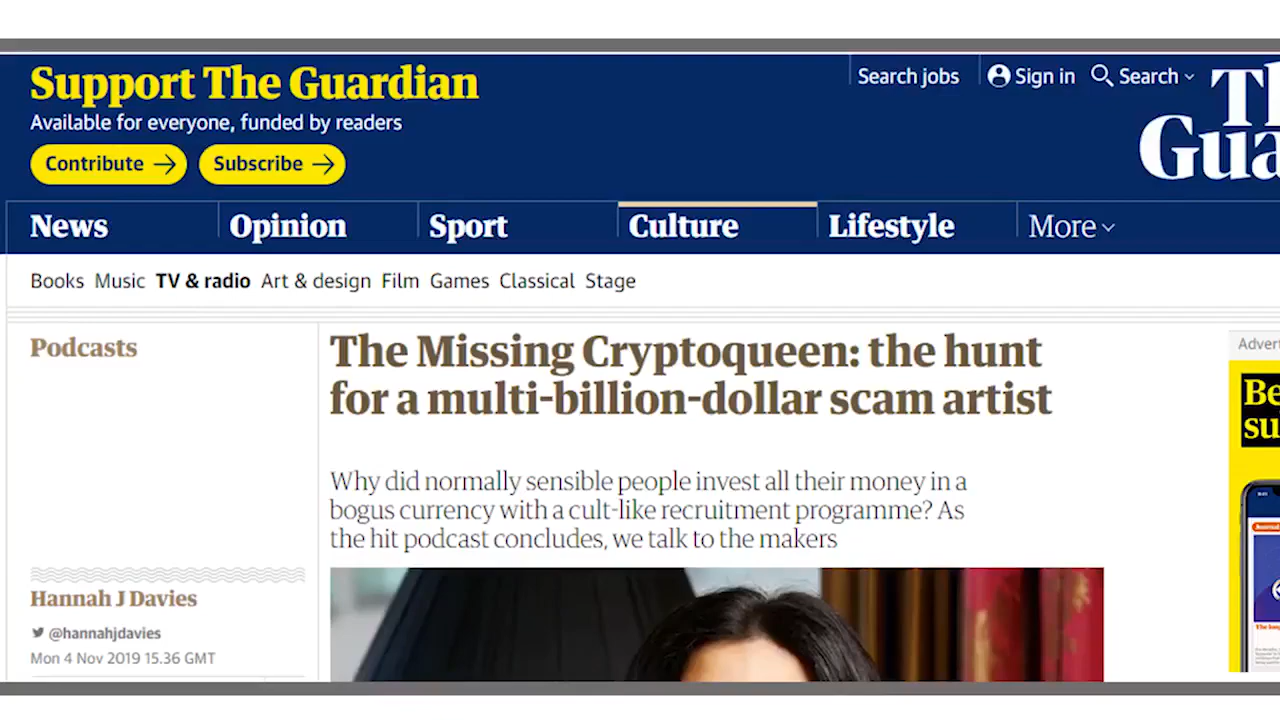 Support The Guardian
Available for everyone, funded by readers
Contribute
Subscribe
Search jobs
Sign in
Search
News
Opinion
Sport
Culture
Lifestyle
More
Books Music TV & radio Art & design Film Games Classical Stage
Podcasts
The Missing Cryptoqueen: the hunt
for a multi-billion-dollar scam artist
Why did normally sensible people invest all their money in a
bogus currency with a cult-like recruitment programme? As
the hit podcast concludes, we talk to the makers
Hannah J Davies
@hannahjdavies
Mon 4 Nov 2019 15.36 GMT